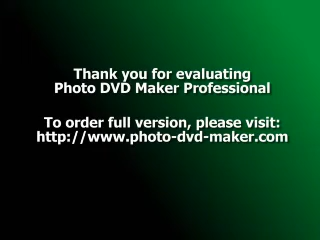 Thank you for evaluating
Photo DVD Maker Professional
To order full version, please visit:
http://www.photo-dvd-maker.com